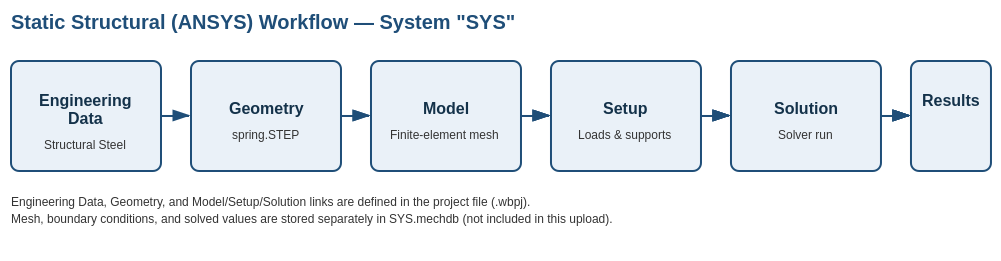 Static Structural (ANSYS) Workflow — System "SYS"
Engineering
Data
Structural Steel
Geometry
spring.STEP
Model
Finite-element mesh
Setup
Loads & supports
Solution
Solver run
Results
Engineering Data, Geometry, and Model/Setup/Solution links are defined in the project file (.wbpj).
Mesh, boundary conditions, and solved values are stored separately in SYS.mechdb (not included in this upload).